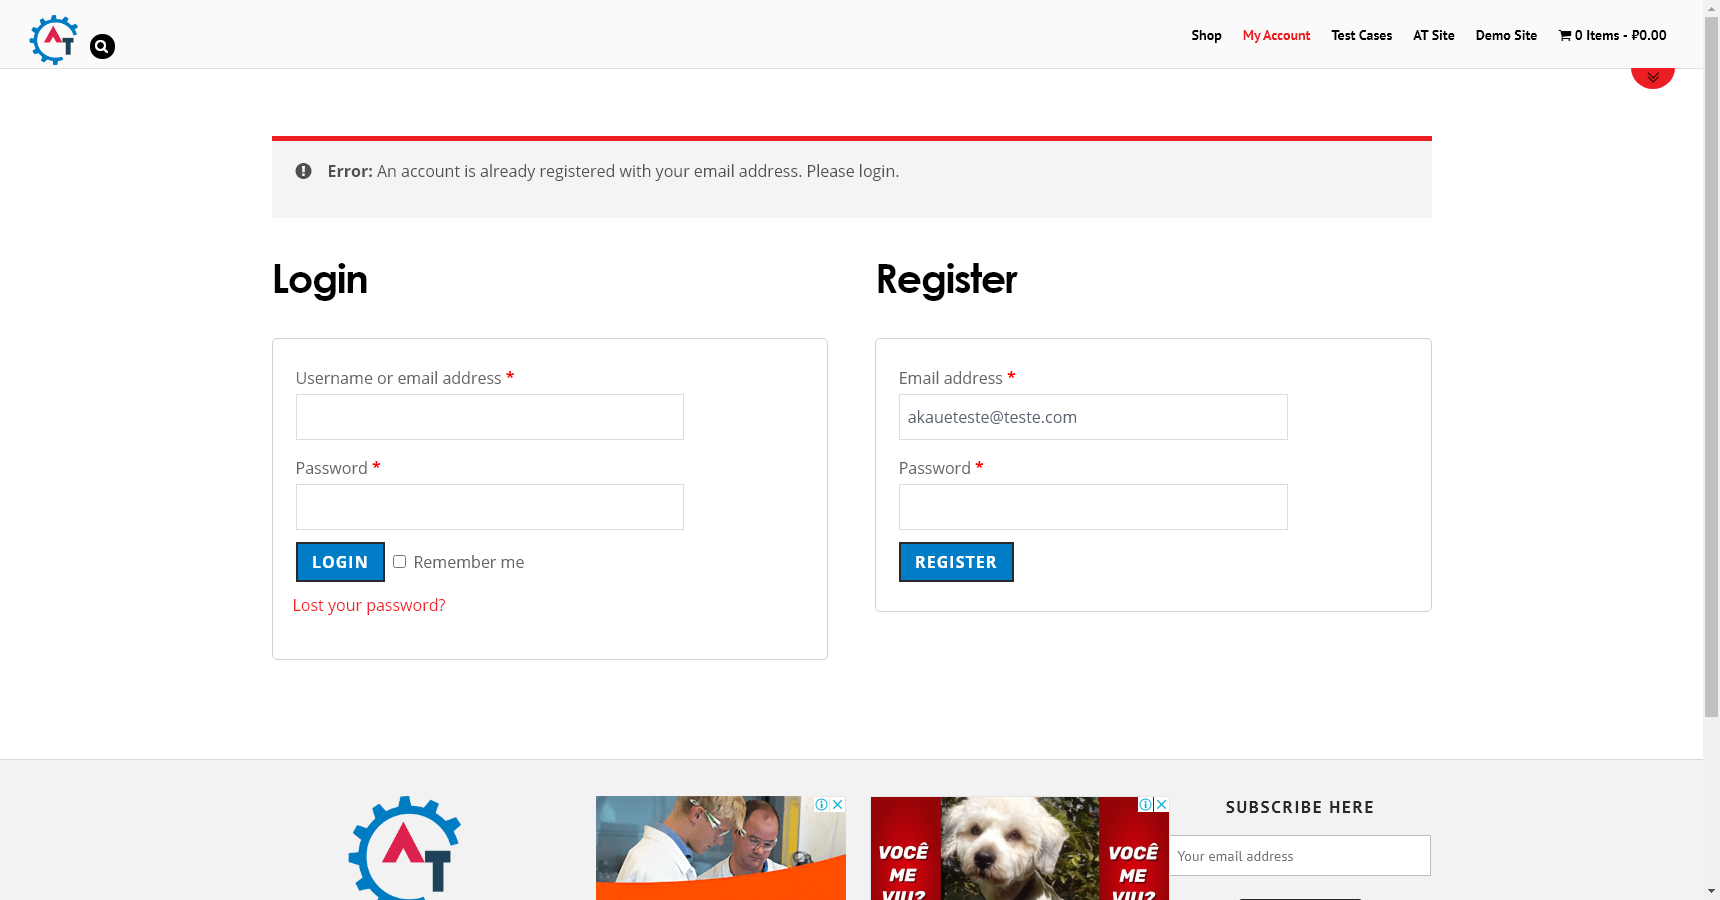 AT
Shop
My Account
Test Cases
AT Site
Demo Site
0 Items - ₽0.00
Error: An account is already registered with your email address. Please login.
Login
Username or email address *
Password *
LOGIN
Remember me
Lost your password?
Register
Email address *
akaueteste@teste.com
Password *
REGISTER
AT
VOCÊ
ME
VIU?
VOCÊ
ME
VIU?
SUBSCRIBE HERE
Your email address